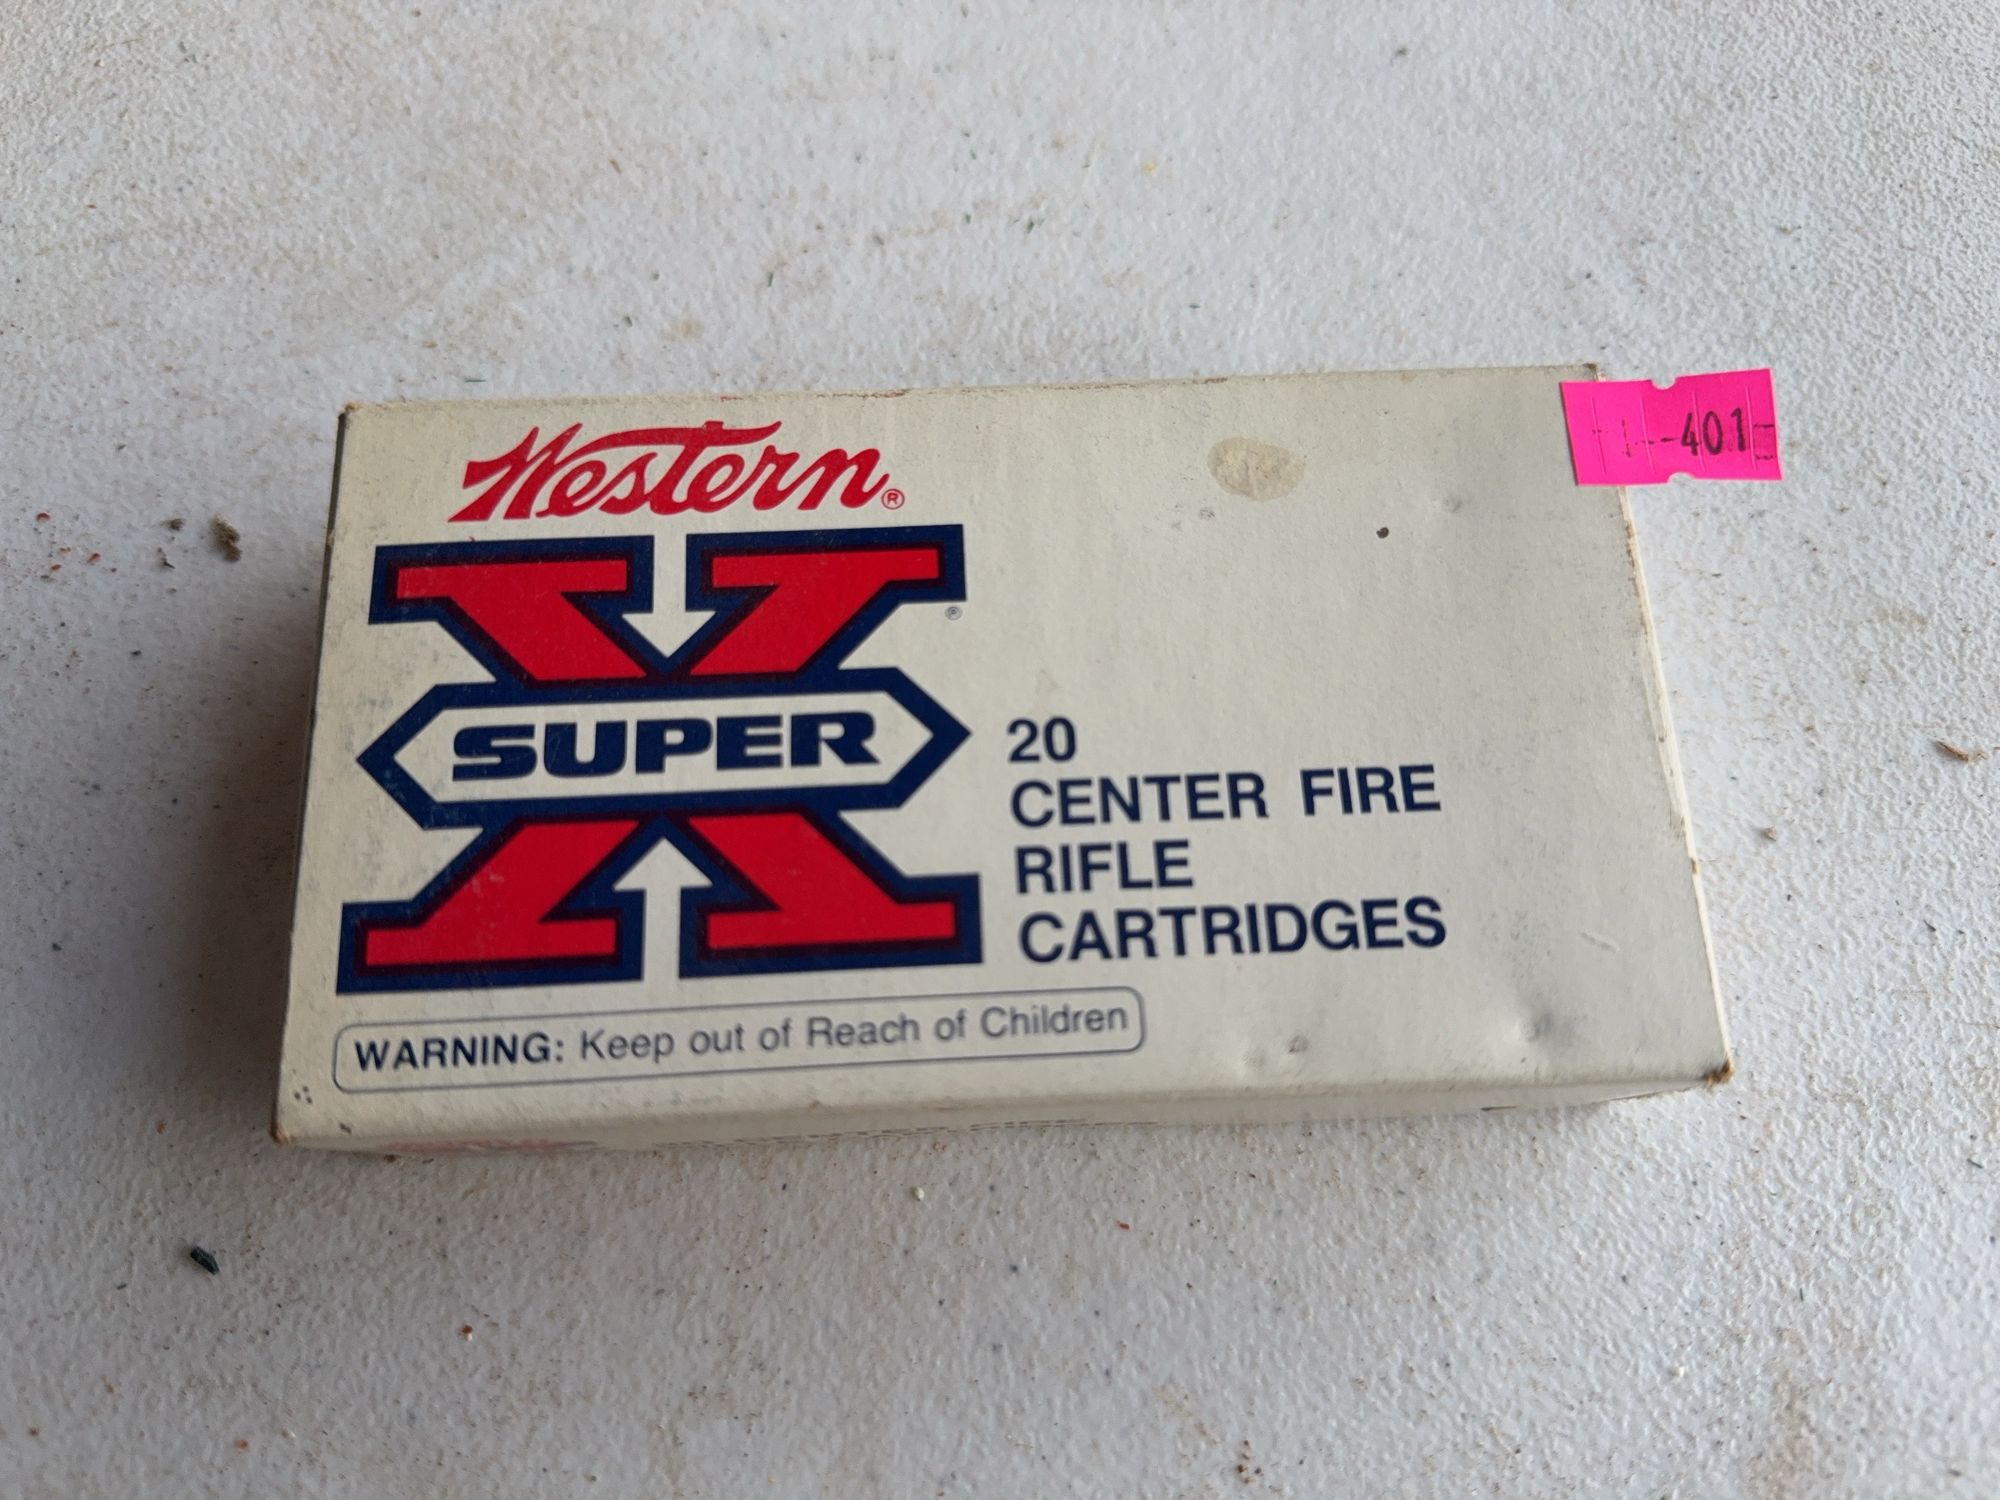 Western®
SUPER X®
20
CENTER FIRE
RIFLE
CARTRIDGES
WARNING: Keep out of Reach of Children
401